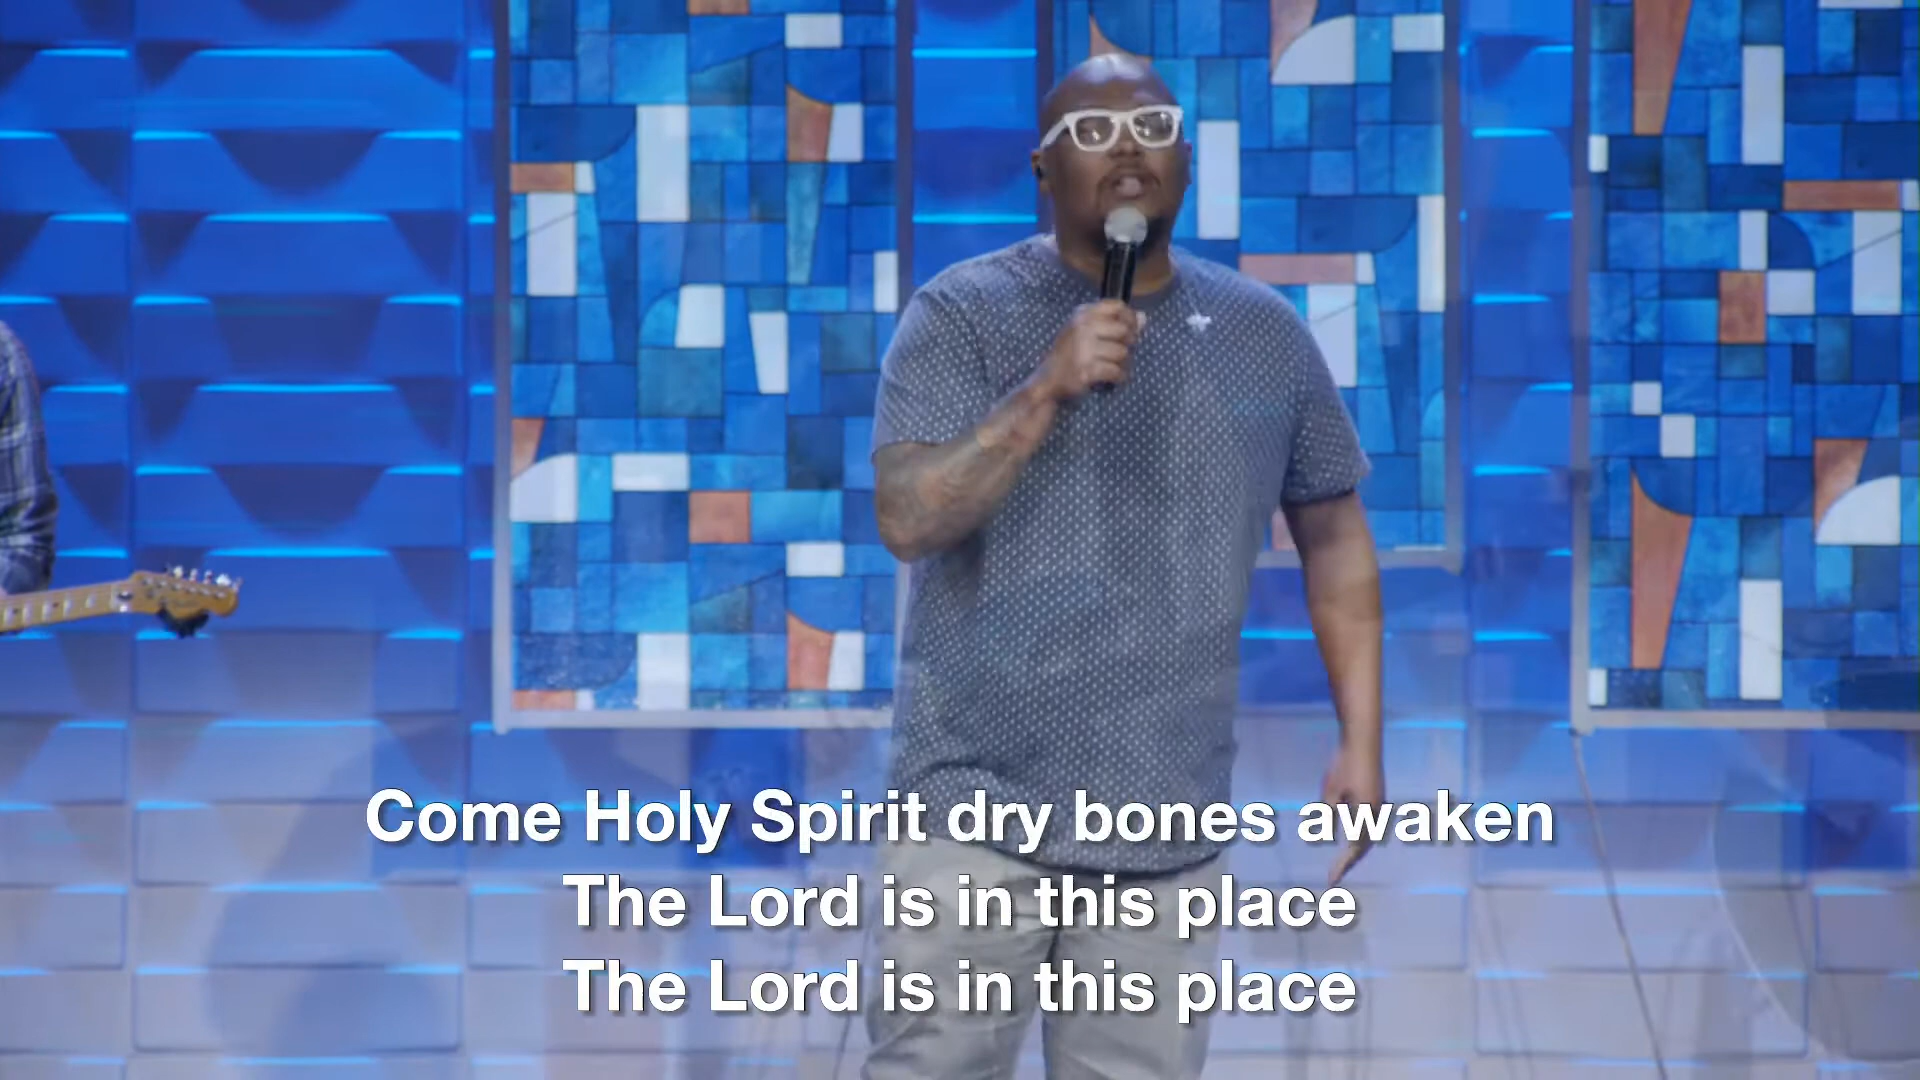 Come Holy Spirit dry bones awaken
The Lord is in this place
The Lord is in this place